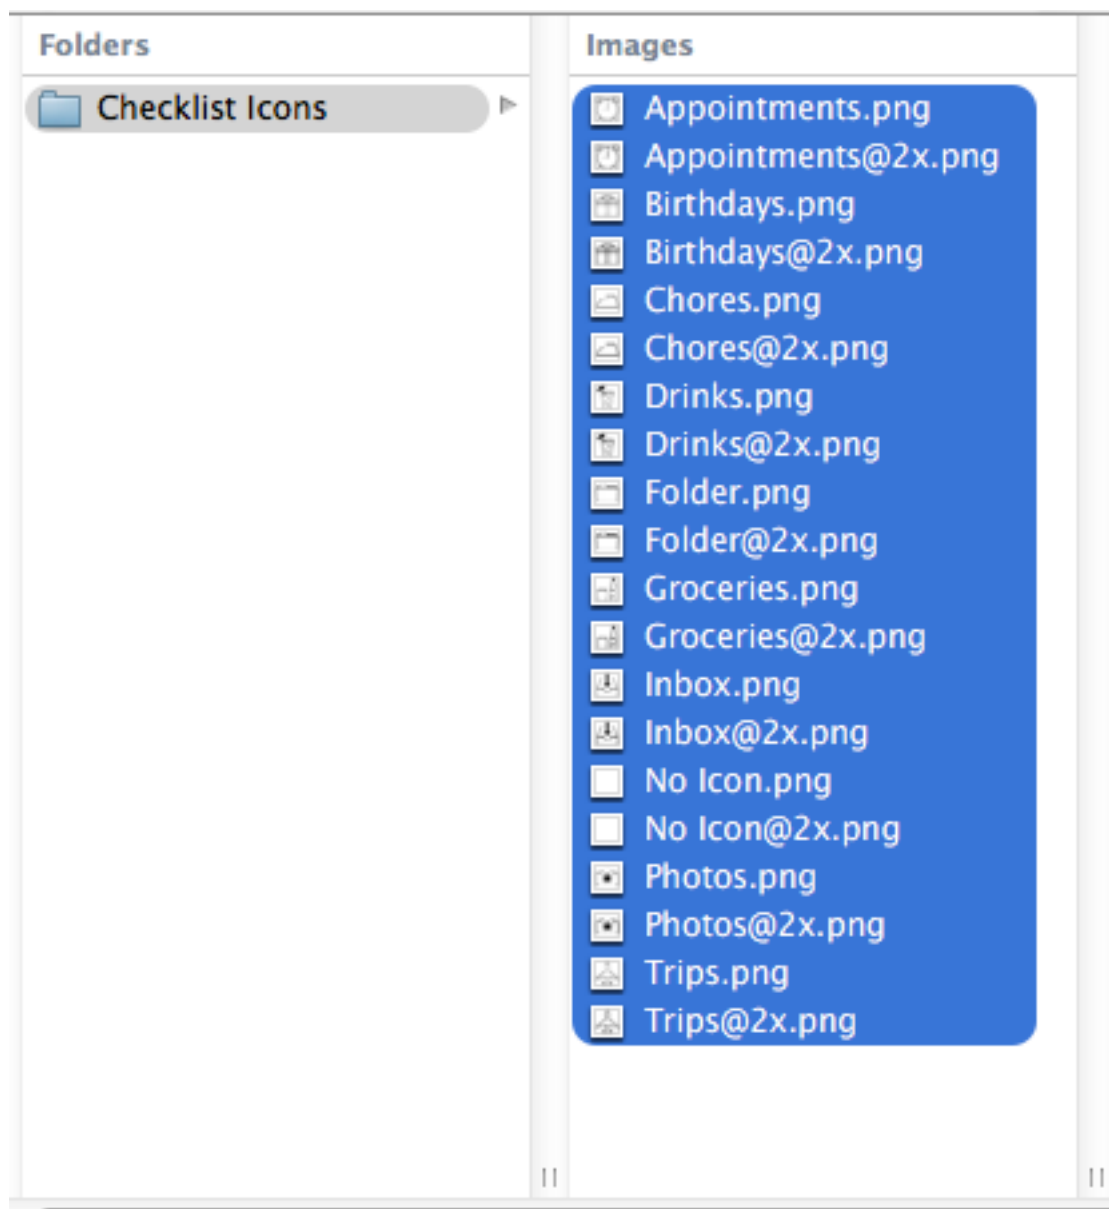 Folders
Checklist Icons
Images
Appointments.png
Appointments@2x.png
Birthdays.png
Birthdays@2x.png
Chores.png
Chores@2x.png
Drinks.png
Drinks@2x.png
Folder.png
Folder@2x.png
Groceries.png
Groceries@2x.png
Inbox.png
Inbox@2x.png
No Icon.png
No Icon@2x.png
Photos.png
Photos@2x.png
Trips.png
Trips@2x.png